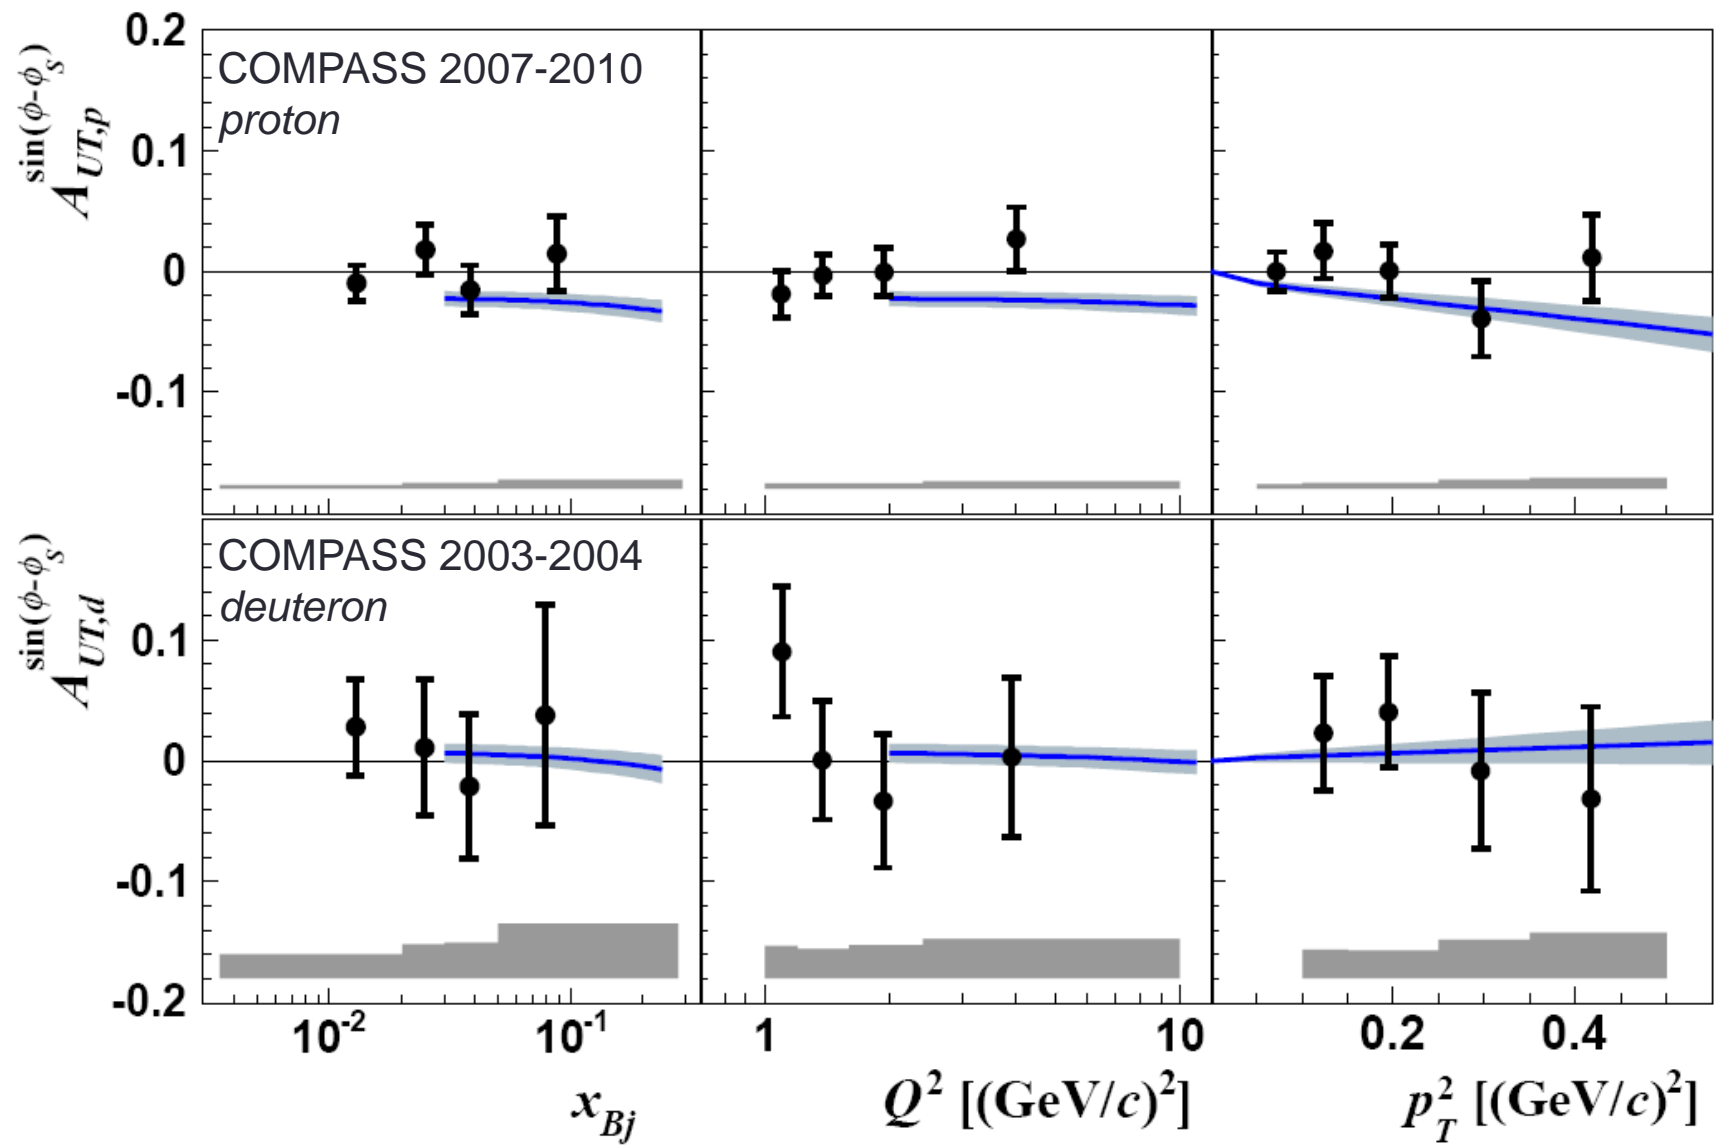 0.2
COMPASS 2007-2010
proton
A_{UT,p}^{sin(ϕ-ϕ_S)}
0.1
0
-0.1
COMPASS 2003-2004
deuteron
A_{UT,d}^{sin(ϕ-ϕ_S)}
0.1
0
-0.1
-0.2
10^{-2} 10^{-1} 1 10 0.2 0.4
x_{Bj} Q^2 [(GeV/c)^2] p_T^2 [(GeV/c)^2]